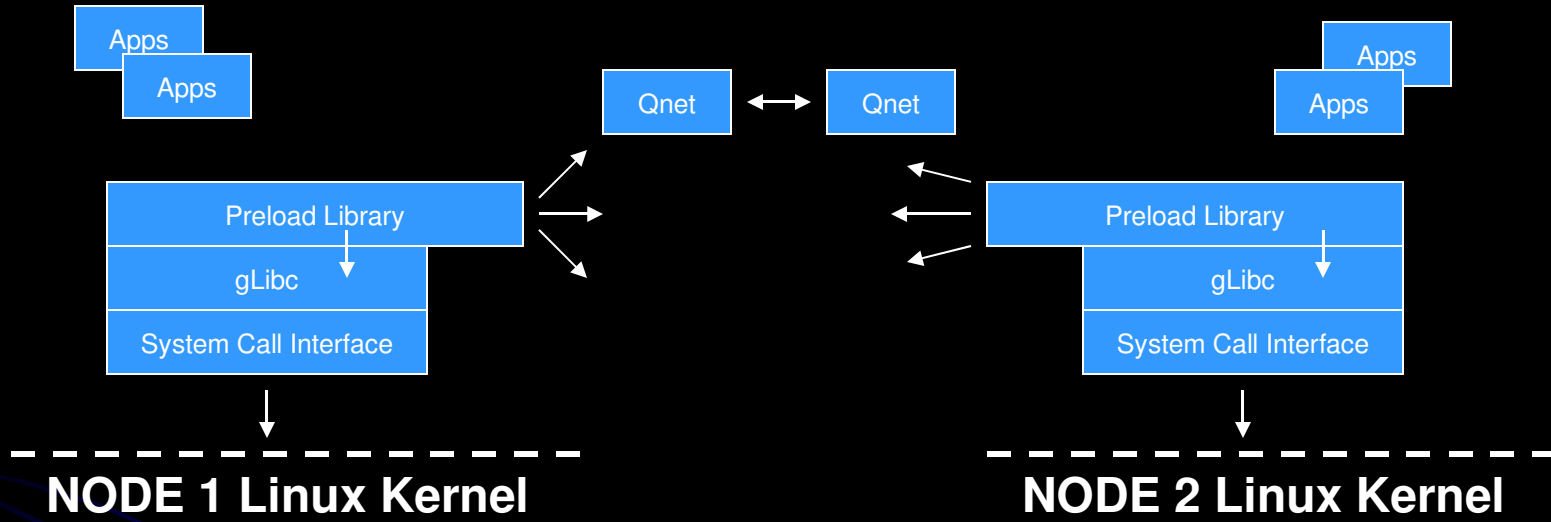 Apps
Apps
Qnet
Qnet
Apps
Apps
Preload Library
gLibc
System Call Interface
Preload Library
gLibc
System Call Interface
NODE 1 Linux Kernel
NODE 2 Linux Kernel